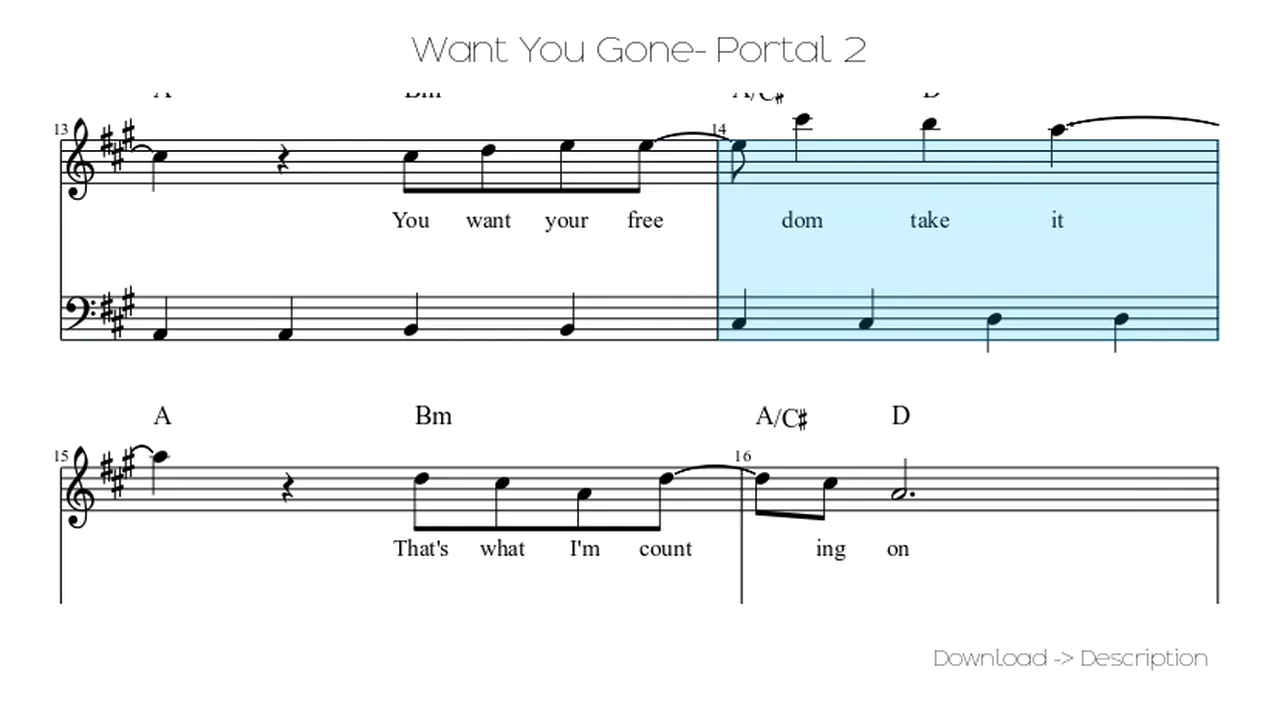 Want You Gone- Portal 2
A Bm A/C♯ D
13 14
You want your free dom take it
A Bm A/C♯ D
15 16
That's what I'm count ing on
Download -> Description